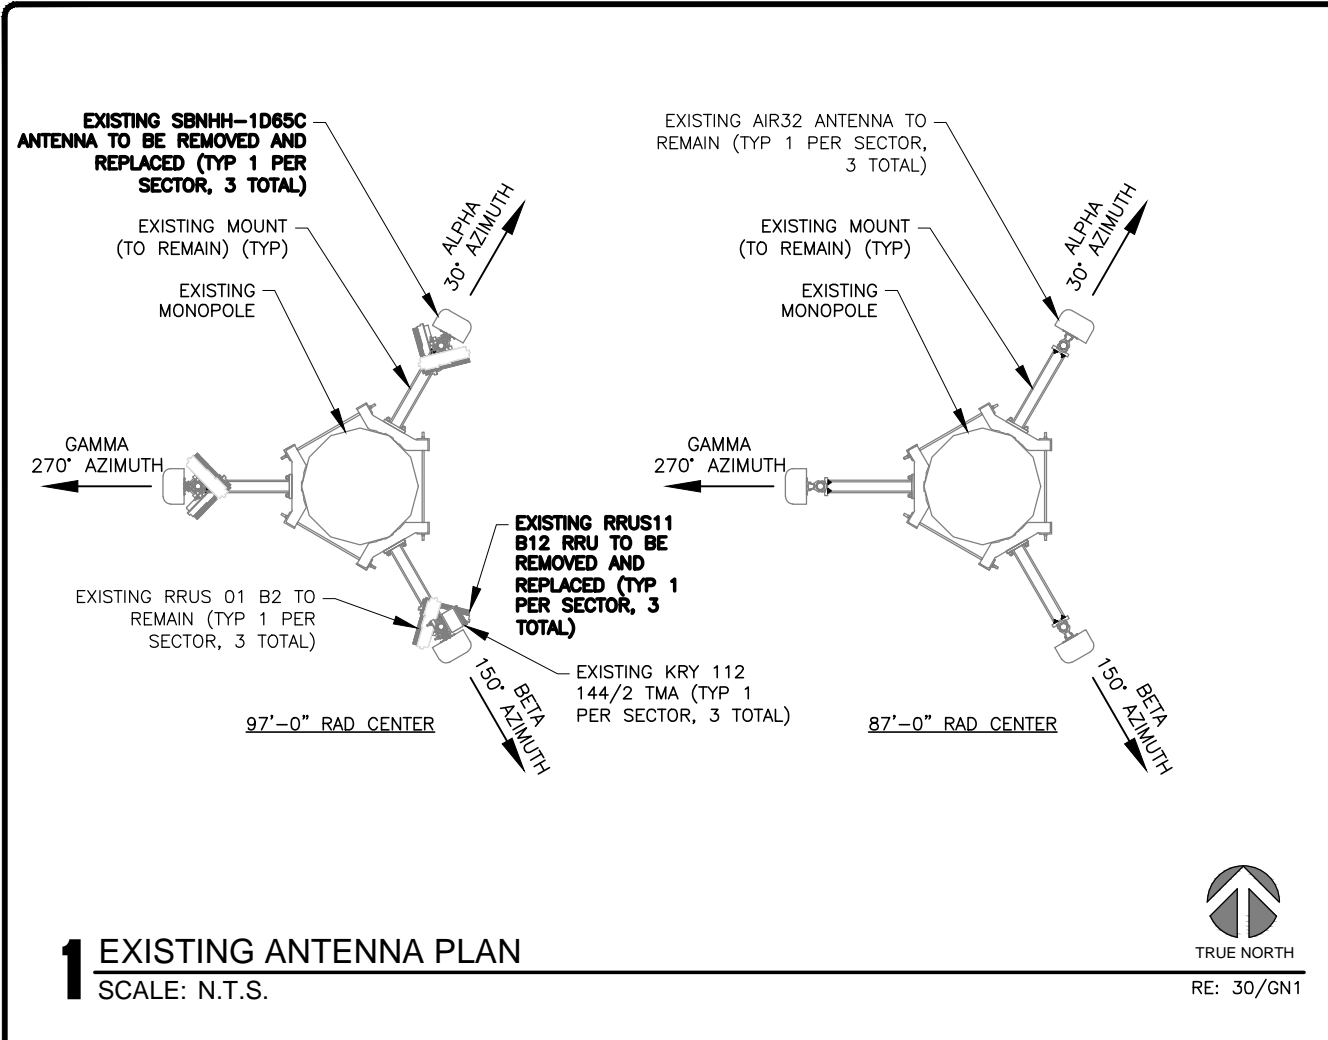 EXISTING SBNHH-1D65C
ANTENNA TO BE REMOVED AND
REPLACED (TYP 1 PER
SECTOR, 3 TOTAL)
EXISTING MOUNT
(TO REMAIN) (TYP)
EXISTING
MONOPOLE
ALPHA
30° AZIMUTH
GAMMA
270° AZIMUTH
EXISTING RRUS11
B12 RRU TO BE
REMOVED AND
REPLACED (TYP 1
PER SECTOR, 3
TOTAL)
EXISTING RRUS 01 B2 TO
REMAIN (TYP 1 PER
SECTOR, 3 TOTAL)
EXISTING KRY 112
144/2 TMA (TYP 1
PER SECTOR, 3 TOTAL)
BETA
150° AZIMUTH
97'-0" RAD CENTER
EXISTING AIR32 ANTENNA TO
REMAIN (TYP 1 PER SECTOR,
3 TOTAL)
EXISTING MOUNT
(TO REMAIN) (TYP)
EXISTING
MONOPOLE
ALPHA
30° AZIMUTH
GAMMA
270° AZIMUTH
BETA
150° AZIMUTH
87'-0" RAD CENTER
TRUE NORTH
1 EXISTING ANTENNA PLAN
SCALE: N.T.S.
RE: 30/GN1